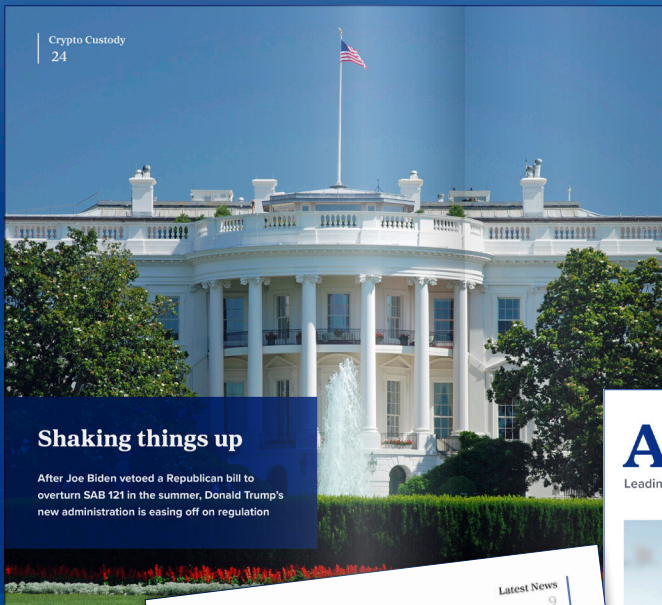 Crypto Custody
24
Shaking things up
After Joe Biden vetoed a Republican bill to
overturn SAB 121 in the summer, Donald Trump's
new administration is easing off on regulation
A
Leadin
Latest News
9